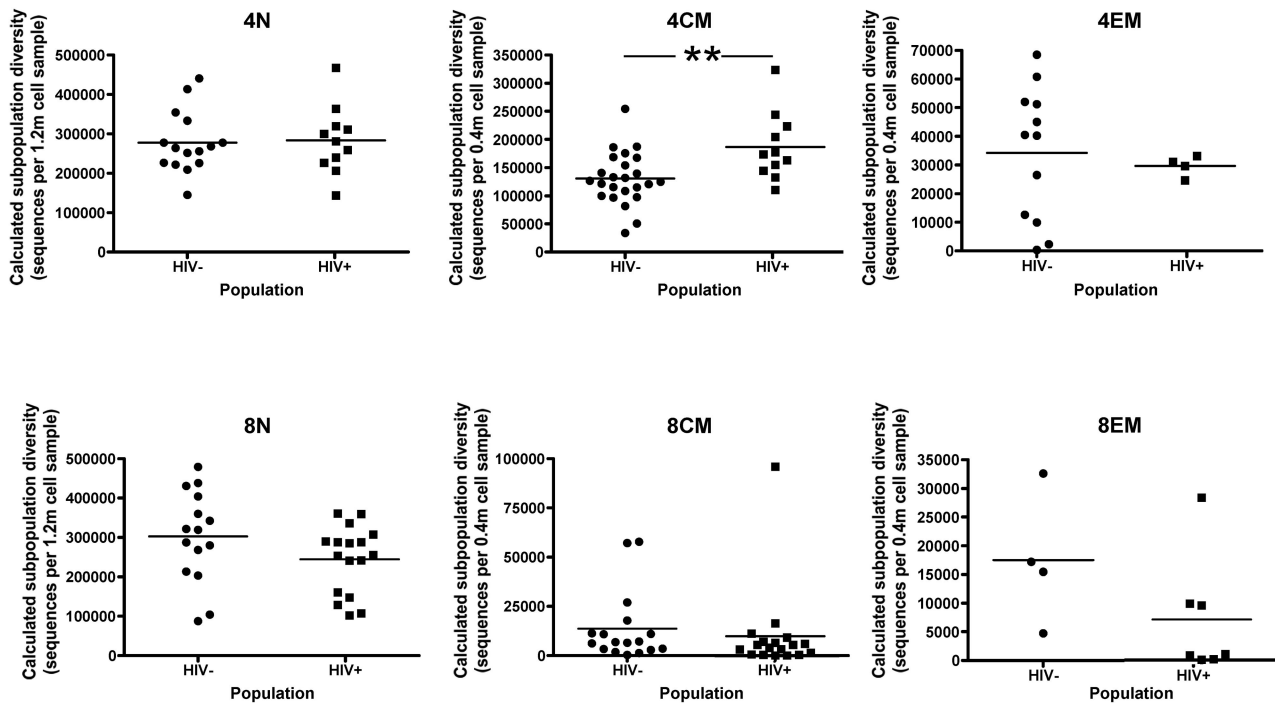 4N
Calculated subpopulation diversity
(sequences per 1.2m cell sample)
500000
400000
300000
200000
100000
0
HIV-
HIV+
Population
4CM
Calculated subpopulation diversity
(sequences per 0.4m cell sample)
350000
300000
250000
200000
150000
100000
50000
0
**
HIV-
HIV+
Population
4EM
Calculated subpopulation diversity
(sequences per 0.4m cell sample)
70000
60000
50000
40000
30000
20000
10000
0
HIV-
HIV+
Population
8N
Calculated subpopulation diversity
(sequences per 1.2m cell sample)
500000
400000
300000
200000
100000
0
HIV-
HIV+
Population
8CM
Calculated subpopulation diversity
(sequences per 0.4m cell sample)
100000
75000
50000
25000
0
HIV-
HIV+
Population
8EM
Calculated subpopulation diversity
(sequences per 0.4m cell sample)
35000
30000
25000
20000
15000
10000
5000
0
HIV-
HIV+
Population